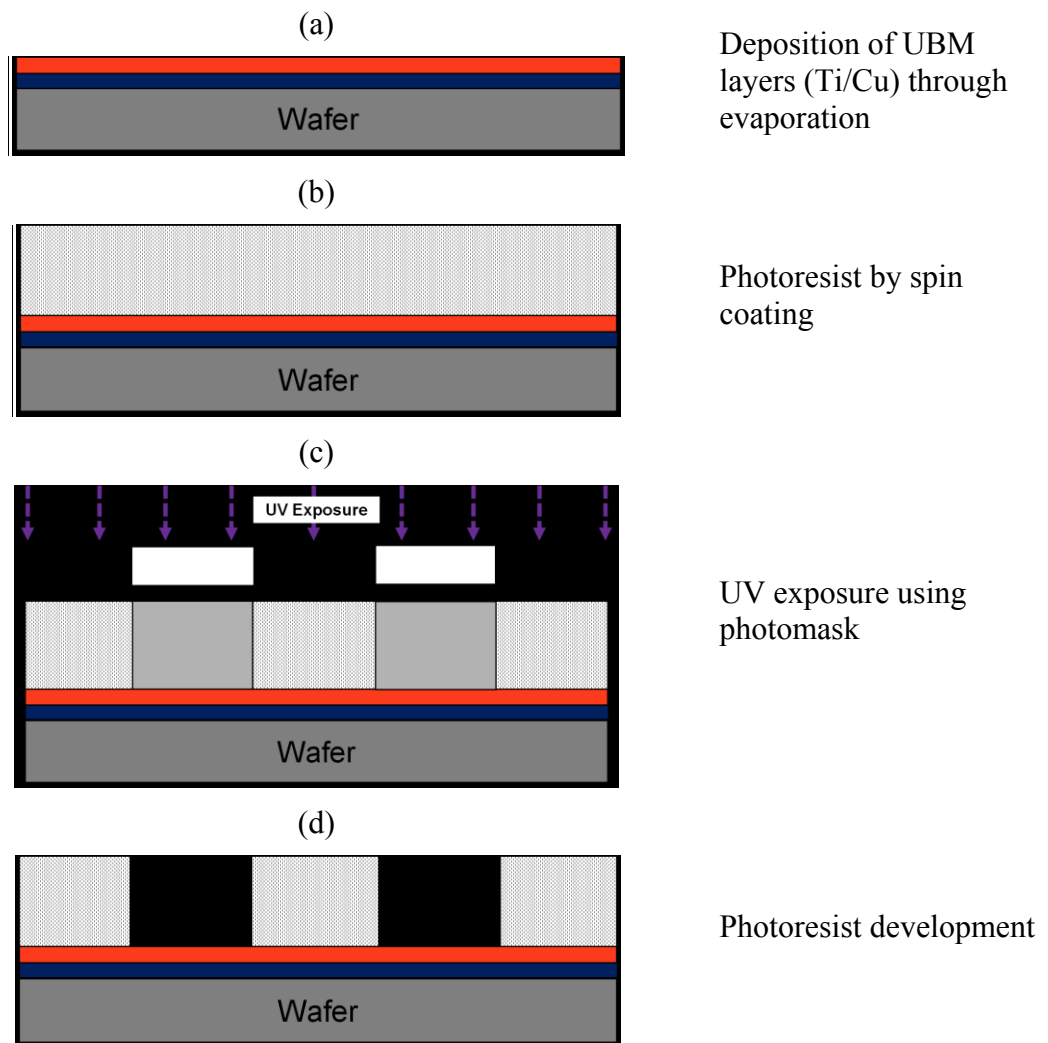 (a)
Deposition of UBM
layers (Ti/Cu) through
evaporation
Wafer
(b)
Photoresist by spin
coating
Wafer
(c)
UV Exposure
UV exposure using
photomask
Wafer
(d)
Photoresist development
Wafer